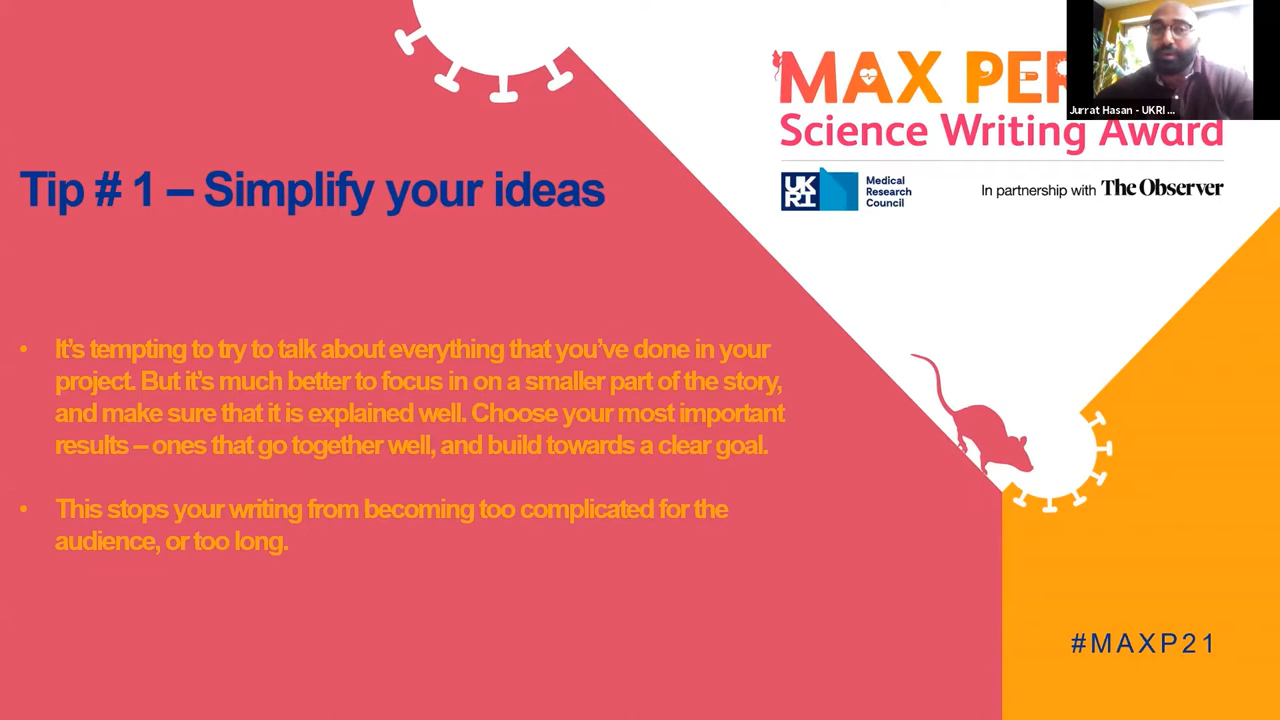 Tip # 1 – Simplify your ideas
• It's tempting to try to talk about everything that you've done in your
project. But it's much better to focus in on a smaller part of the story,
and make sure that it is explained well. Choose your most important
results – ones that go together well, and build towards a clear goal.
• This stops your writing from becoming too complicated for the
audience, or too long.
MAX
Science Writing Award
UK
RI
Medical
Research
Council
In partnership with The Observer
Jurrat Hasan - UKRI ...
#MAXP21